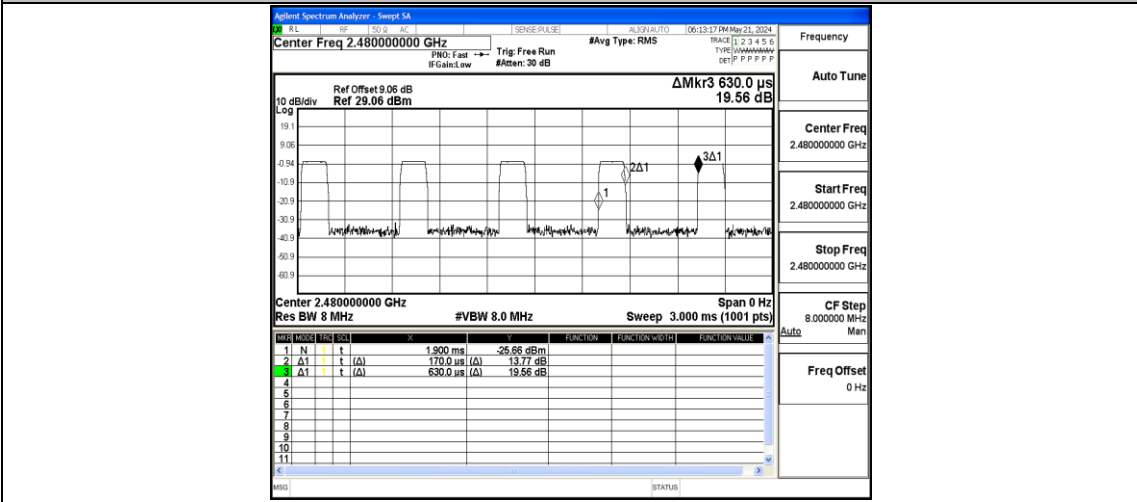 Agilent Spectrum Analyzer - Swept SA
RL RF 50 Ω AC SENSE:PULSE ALIGNAUTO 06:13:17 PM May 21, 2024
Center Freq 2.480000000 GHz #Avg Type: RMS TRACE 1 2 3 4 5 6
PNO: Fast Trig: Free Run TYPE WWWWWW
IFGain:Low #Atten: 30 dB DET P P P P P P
ΔMkr3 630.0 µs
Ref Offset 9.06 dB
19.56 dB
10 dB/div Ref 29.06 dBm
Log
19.1
9.06
-0.94
-10.9
-20.9
-30.9
-40.9
-50.9
-60.9
1
2Δ1
3Δ1
Center 2.480000000 GHz Span 0 Hz
Res BW 8 MHz #VBW 8.0 MHz Sweep 3.000 ms (1001 pts)
MKR MODE TRC SCL X Y FUNCTION FUNCTION WIDTH FUNCTION VALUE
1 N 1 t 1.900 ms -25.66 dBm
2 Δ1 1 t (Δ) 170.0 µs (Δ) 13.77 dB
3 Δ1 1 t (Δ) 630.0 µs (Δ) 19.56 dB
4
5
6
7
8
9
10
11
MSG STATUS
Frequency
Auto Tune
Center Freq
2.480000000 GHz
Start Freq
2.480000000 GHz
Stop Freq
2.480000000 GHz
CF Step
8.000000 MHz
Auto Man
Freq Offset
0 Hz